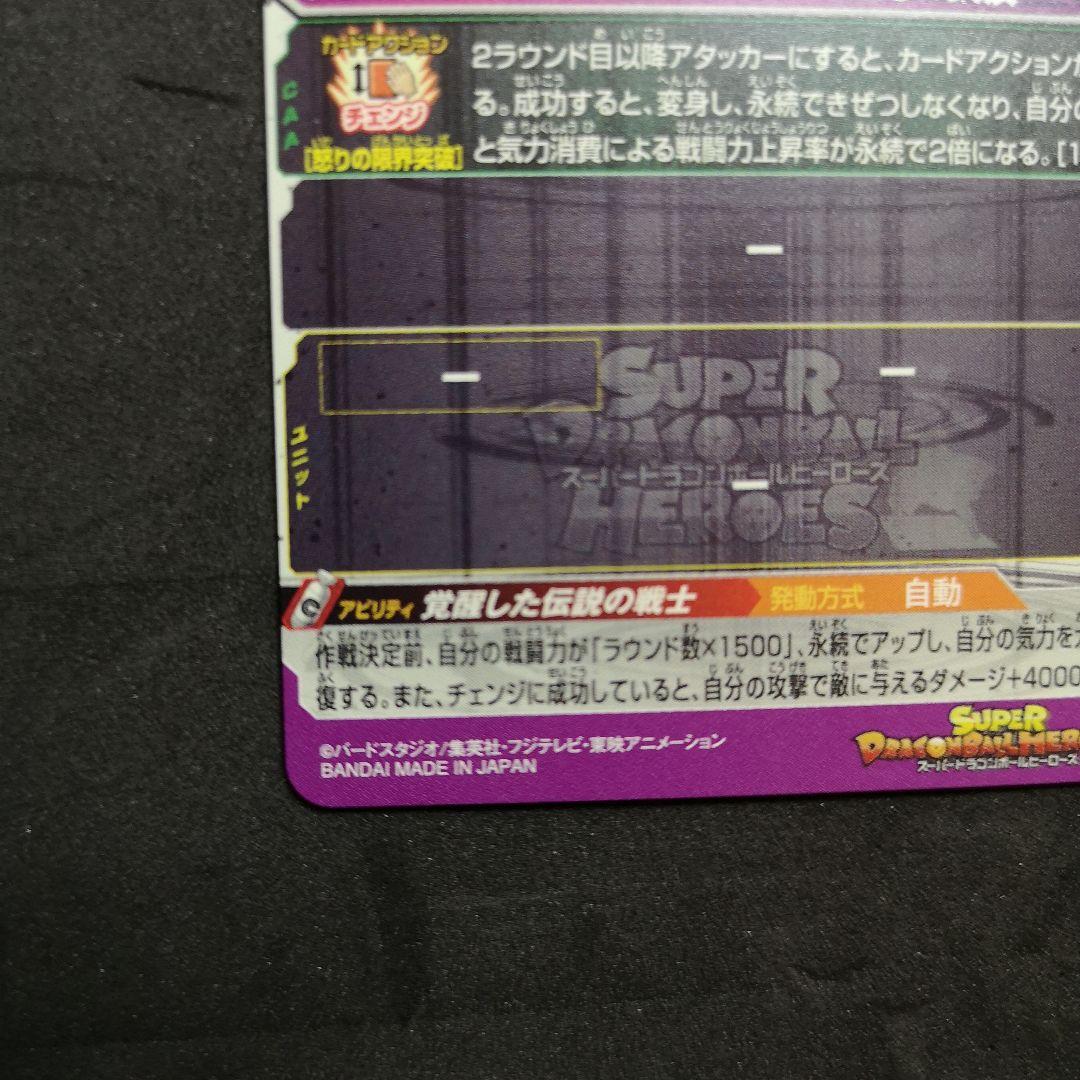 カードアクション
チェンジ
[怒りの限界突破]
CAA
2ラウンド目以降アタッカーにすると、カードアクション
る。成功すると、変身し、永続できぜつしなくなり、自分の
と気力消費による戦闘力上昇率が永続で2倍になる。[1
ー
ユニット
ー
ー
SUPER
DRAGON BALL
スーパードラゴンボールヒーローズ
HEROES
ー
C アビリティ 覚醒した伝説の戦士 発動方式 自動
作戦決定前、自分の戦闘力が「ラウンド数×1500」、永続でアップし、自分の気力を
復する。また、チェンジに成功していると、自分の攻撃で敵に与えるダメージ+4000
©バードスタジオ/集英社・フジテレビ・東映アニメーション
BANDAI MADE IN JAPAN
SUPER
DRAGONBALL HER
スーパードラゴンボールヒーローズ